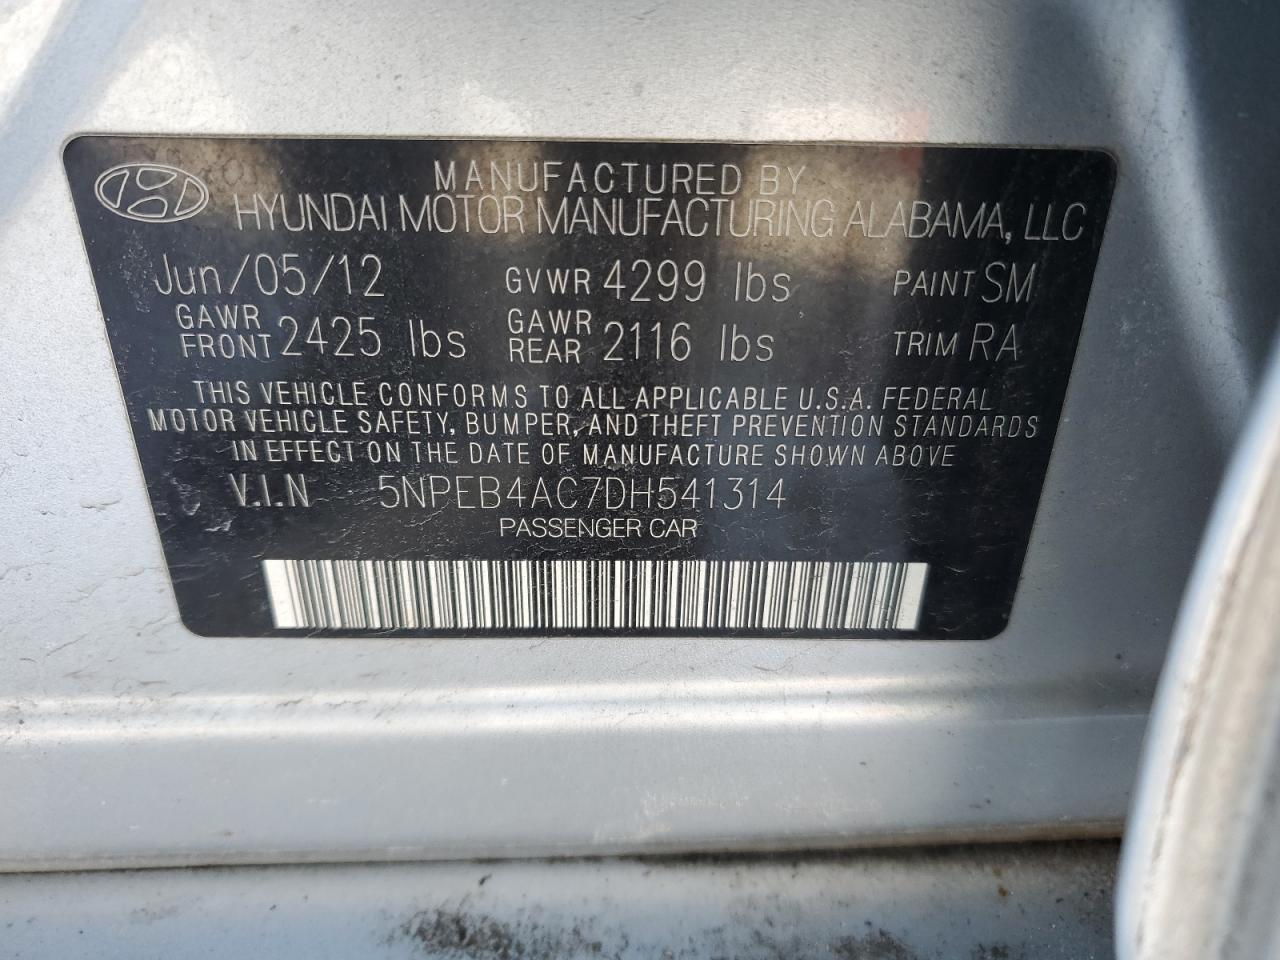 MANUFACTURED BY
HYUNDAI MOTOR MANUFACTURING ALABAMA, LLC
Jun/05/12 GVWR 4299 lbs PAINT SM
GAWR FRONT 2425 lbs GAWR REAR 2116 lbs TRIM RA
THIS VEHICLE CONFORMS TO ALL APPLICABLE U.S.A. FEDERAL
MOTOR VEHICLE SAFETY, BUMPER, AND THEFT PREVENTION STANDARDS
IN EFFECT ON THE DATE OF MANUFACTURE SHOWN ABOVE
V.I.N 5NPEB4AC7DH541314
PASSENGER CAR